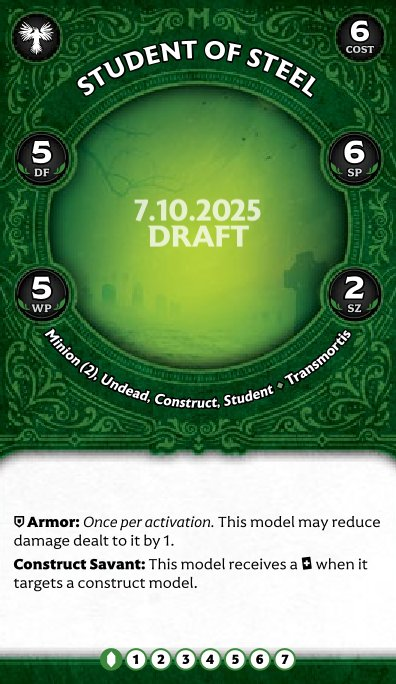 6
COST
STUDENT OF STEEL
5
DF
6
SP
7.10.2025
DRAFT
5
WP
2
SZ
Minion (2), Undead, Construct, Student • Transmortis
Armor: Once per activation. This model may reduce
damage dealt to it by 1.
Construct Savant: This model receives a when it
targets a construct model.
1 2 3 4 5 6 7